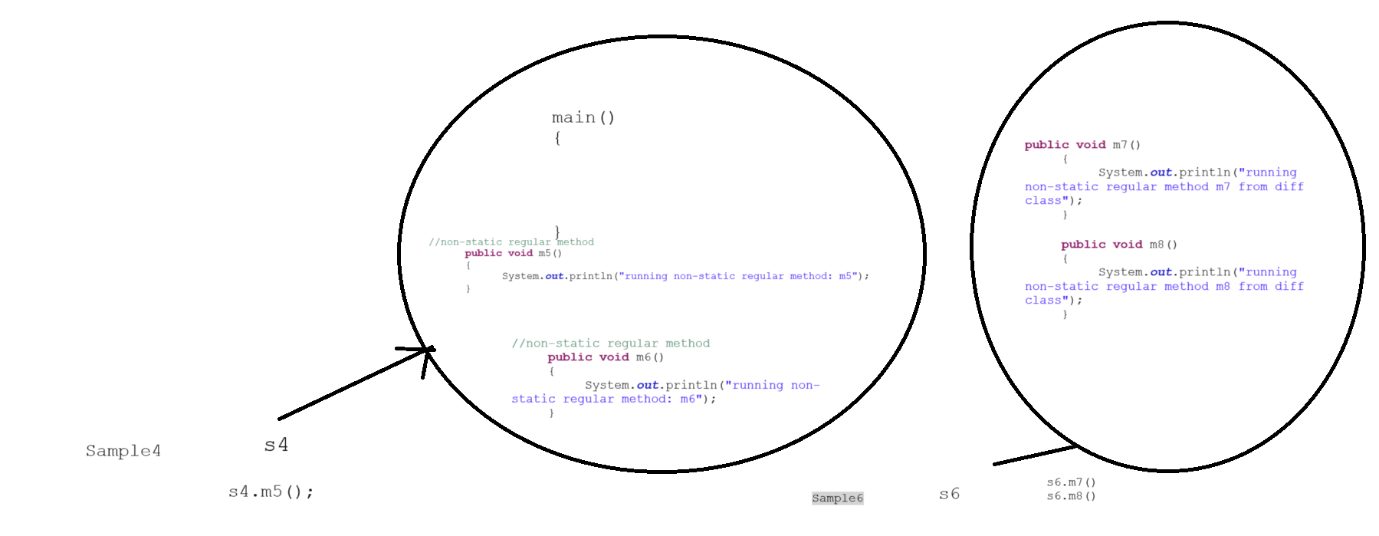 main()
{
}
//non-static regular method
public void m5()
{
System.out.println("running non-static regular method: m5");
}
//non-static regular method
public void m6()
{
System.out.println("running non-
static regular method: m6");
}
Sample4
s4
s4.m5();
public void m7()
{
System.out.println("running
non-static regular method m7 from diff
class");
}
public void m8()
{
System.out.println("running
non-static regular method m8 from diff
class");
}
Sample6
s6
s6.m7()
s6.m8()